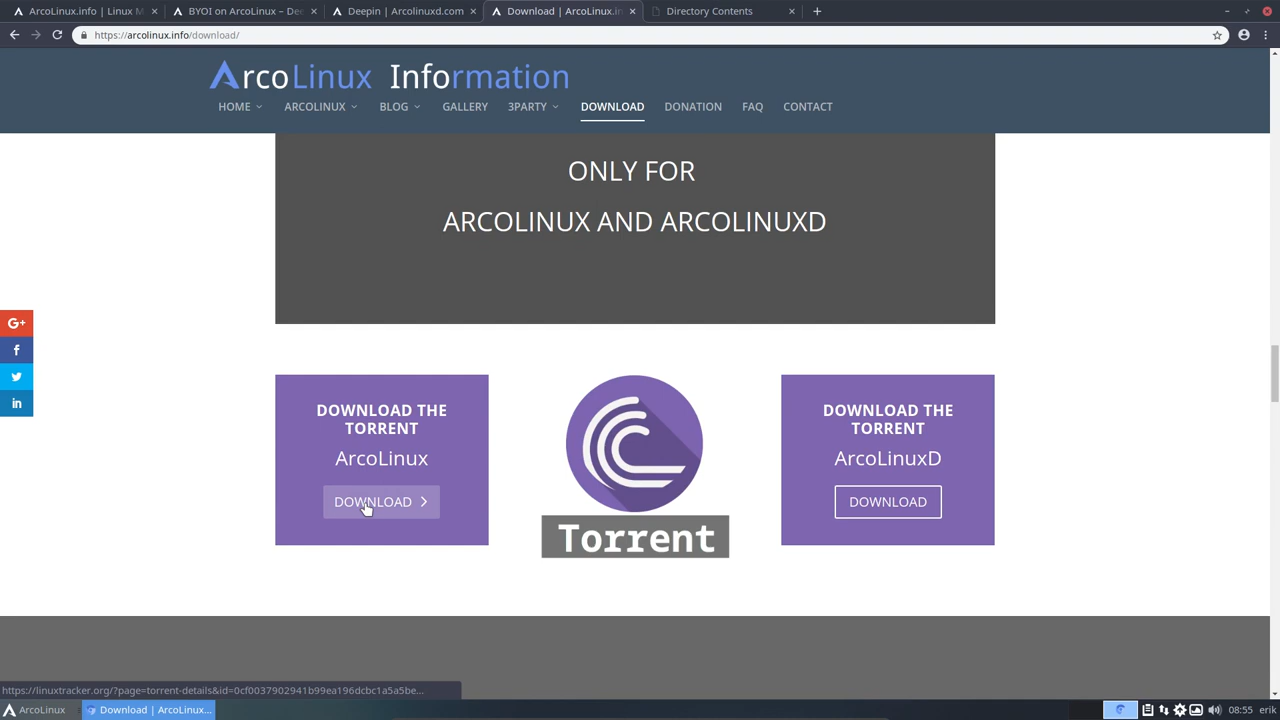 ArcoLinux.info | Linux M
BYOI on ArcoLinux – Dee
Deepin | Arcolinuxd.com
Download | ArcoLinux.in
Directory Contents
https://arcolinux.info/download/
ArcoLinux Information
HOME ARCOLINUX BLOG GALLERY 3PARTY DOWNLOAD DONATION FAQ CONTACT
ONLY FOR
ARCOLINUX AND ARCOLINUXD
G+
f
in
DOWNLOAD THE
TORRENT
ArcoLinux
DOWNLOAD
Torrent
DOWNLOAD THE
TORRENT
ArcoLinuxD
DOWNLOAD
https://linuxtracker.org/?page=torrent-details&id=0cf0037902941b99ea196dcbc1a5a5be...
ArcoLinux
Download | ArcoLinux...
08:55 erik